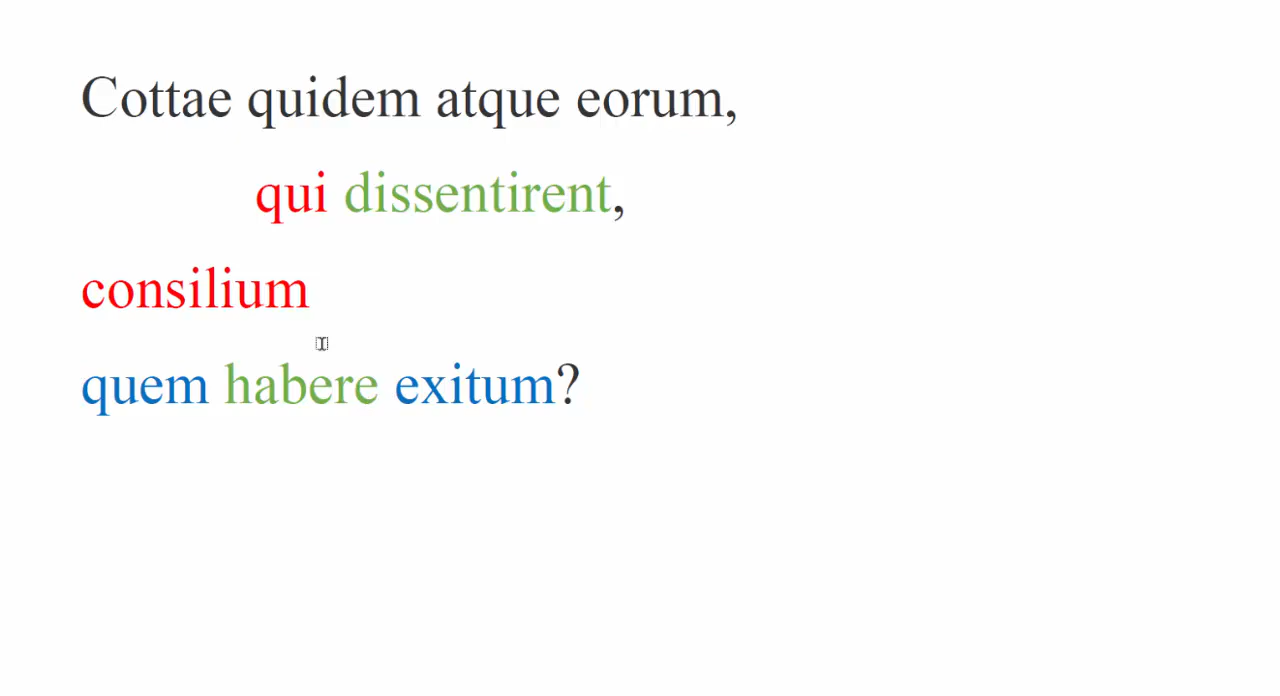 Cottae quidem atque eorum,
qui dissentirent,
consilium
quem habere exitum?